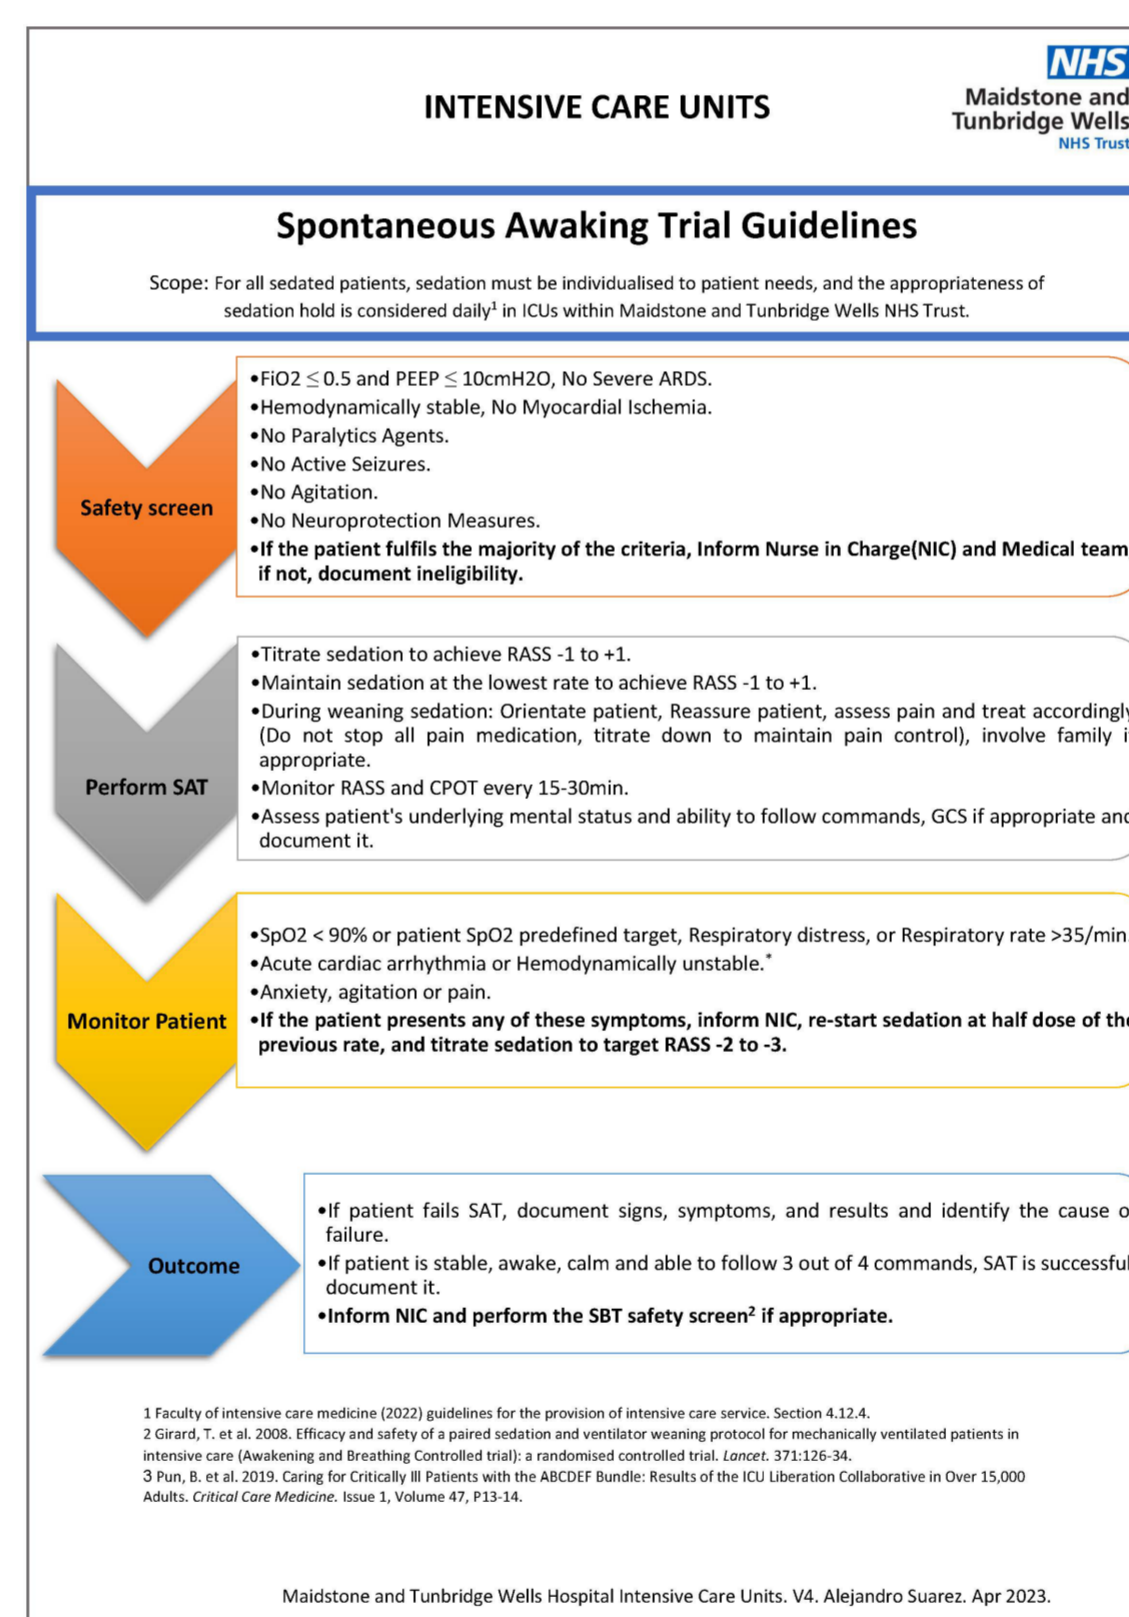 NHS
Maidstone and
Tunbridge Wells
NHS Trust
INTENSIVE CARE UNITS
Spontaneous Awaking Trial Guidelines
Scope: For all sedated patients, sedation must be individualised to patient needs, and the appropriateness of
sedation hold is considered daily¹ in ICUs within Maidstone and Tunbridge Wells NHS Trust.
Safety screen
•FiO2 ≤ 0.5 and PEEP ≤ 10cmH2O, No Severe ARDS.
•Hemodynamically stable, No Myocardial Ischemia.
•No Paralytics Agents.
•No Active Seizures.
•No Agitation.
•No Neuroprotection Measures.
•If the patient fulfils the majority of the criteria, Inform Nurse in Charge(NIC) and Medical team
if not, document ineligibility.
Perform SAT
•Titrate sedation to achieve RASS -1 to +1.
•Maintain sedation at the lowest rate to achieve RASS -1 to +1.
•During weaning sedation: Orientate patient, Reassure patient, assess pain and treat accordingly
(Do not stop all pain medication, titrate down to maintain pain control), involve family
appropriate.
•Monitor RASS and CPOT every 15-30min.
•Assess patient's underlying mental status and ability to follow commands, GCS if appropriate and
document it.
Monitor Patient
•SpO2 < 90% or patient SpO2 predefined target, Respiratory distress, or Respiratory rate >35/min.
•Acute cardiac arrhythmia or Hemodynamically unstable.*
•Anxiety, agitation or pain.
•If the patient presents any of these symptoms, inform NIC, re-start sedation at half dose of the
previous rate, and titrate sedation to target RASS -2 to -3.
Outcome
•If patient fails SAT, document signs, symptoms, and results and identify the cause
failure.
•If patient is stable, awake, calm and able to follow 3 out of 4 commands, SAT is successful
document it.
•Inform NIC and perform the SBT safety screen² if appropriate.
1 Faculty of intensive care medicine (2022) guidelines for the provision of intensive care service. Section 4.12.4.
2 Girard, T. et al. 2008. Efficacy and safety of a paired sedation and ventilator weaning protocol for mechanically ventilated patients in
intensive care (Awakening and Breathing Controlled trial): a randomised controlled trial. Lancet. 371:126-34.
3 Pun, B. et al. 2019. Caring for Critically Ill Patients with the ABCDEF Bundle: Results of the ICU Liberation Collaborative in Over 15,000
Adults. Critical Care Medicine. Issue 1, Volume 47, P13-14.
Maidstone and Tunbridge Wells Hospital Intensive Care Units. V4. Alejandro Suarez. Apr 2023.